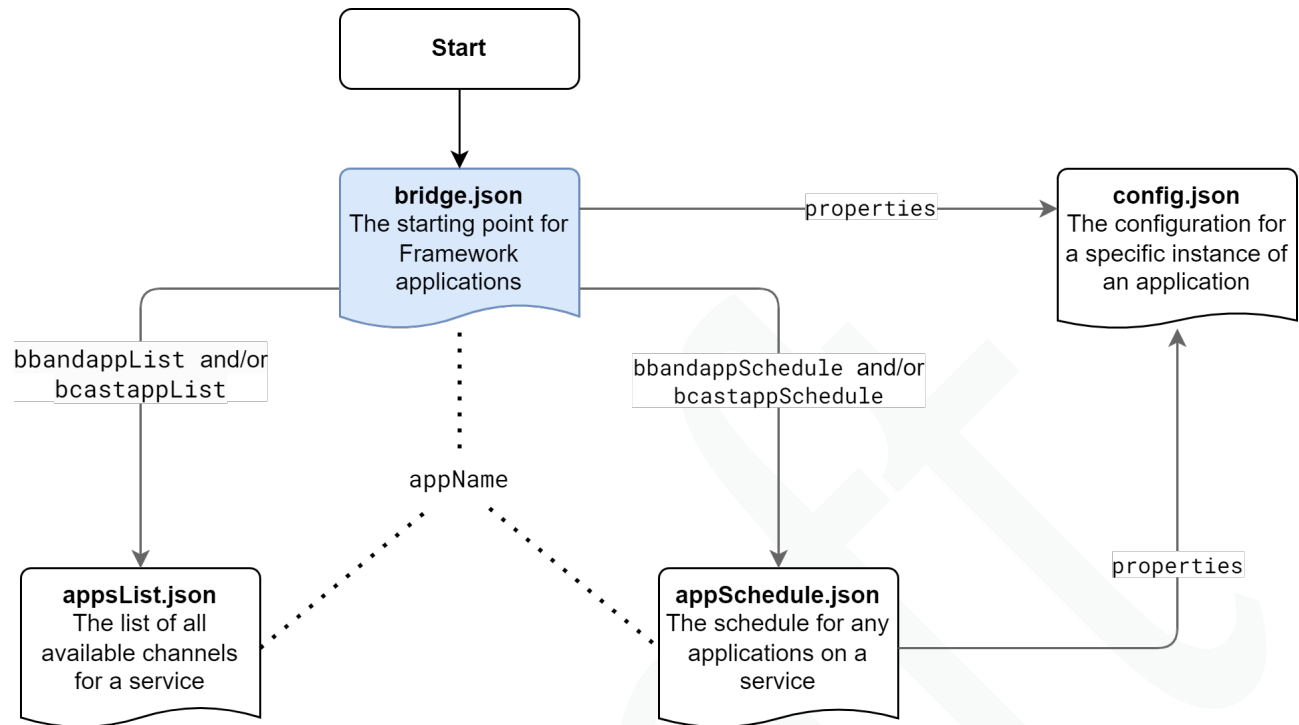 Start
bridge.json
The starting point for
Framework
applications
properties
config.json
The configuration for
a specific instance of
an application
bbandappList and/or
bcastappList
bbandappSchedule and/or
bcastappSchedule
appName
appsList.json
The list of all
available channels
for a service
appSchedule.json
The schedule for any
applications on a
service
properties